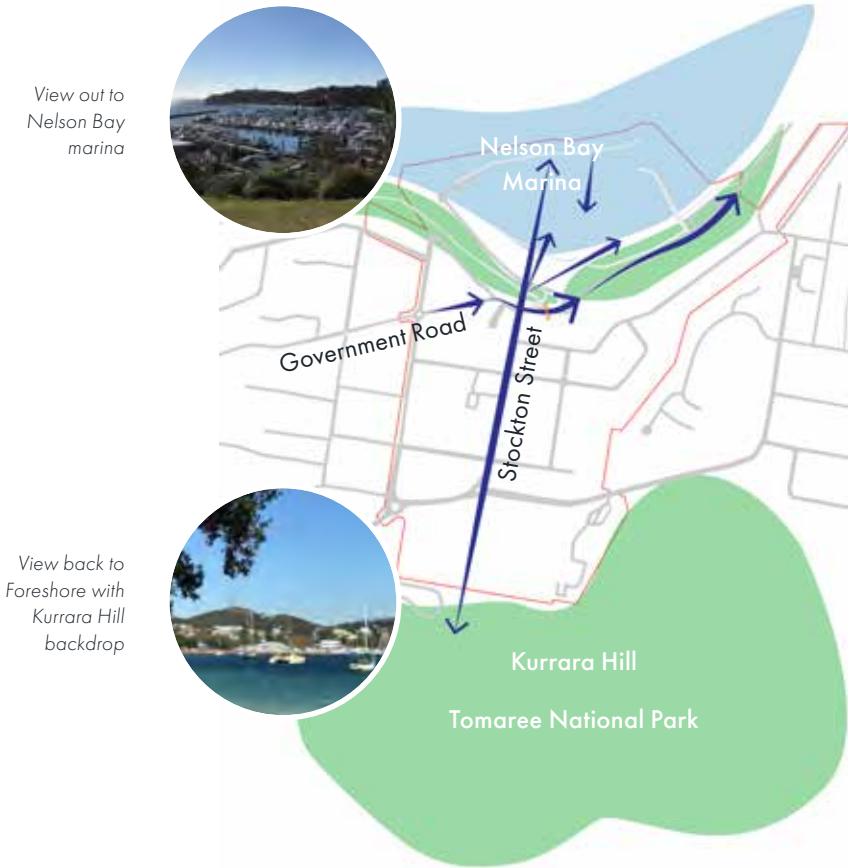 View out to
Nelson Bay
marina
Nelson Bay
Marina
Government Road
Stockton Street
View back to
Foreshore with
Kurrara Hill
backdrop
Kurrara Hill
Tomaree National Park